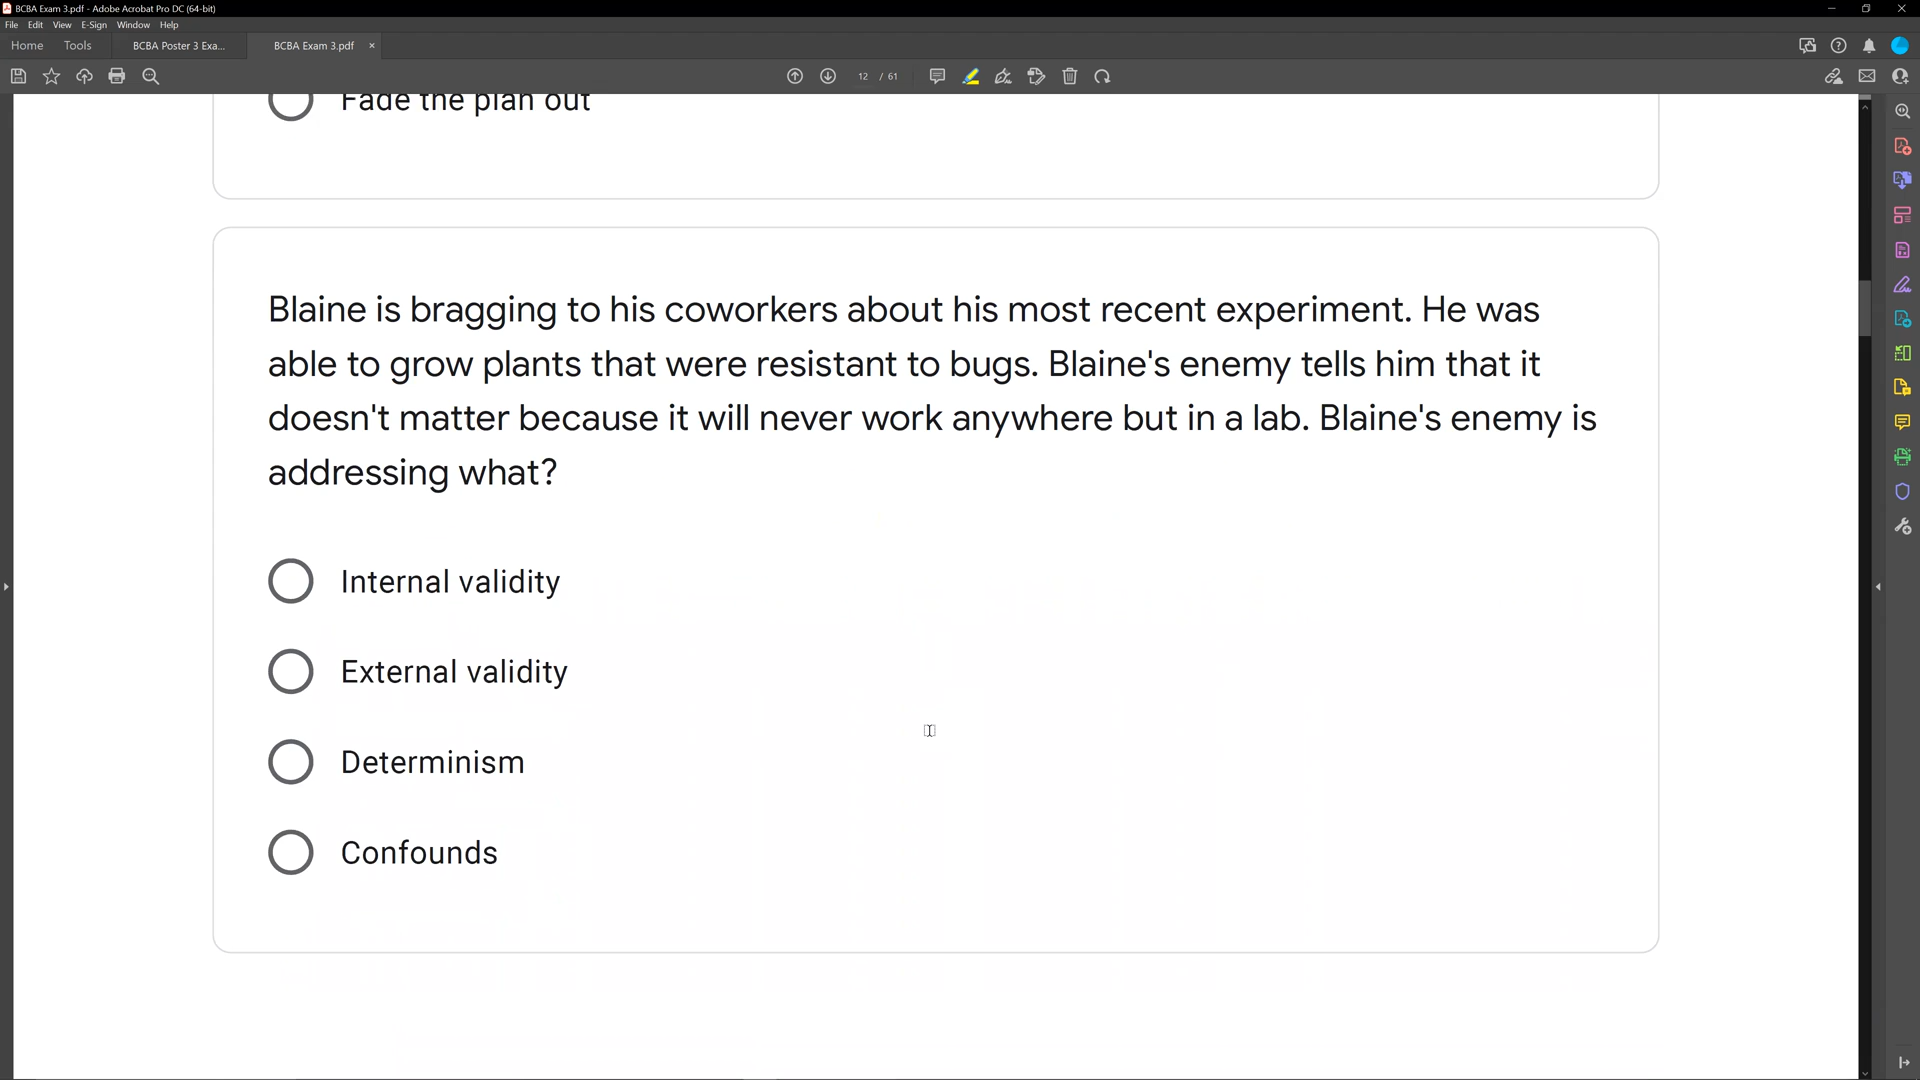 BCBA Exam 3.pdf - Adobe Acrobat Pro DC (64-bit)
File Edit View E-Sign Window Help
Home Tools BCBA Poster 3 Exa... BCBA Exam 3.pdf ×
12 / 61
Fade the plan out
Blaine is bragging to his coworkers about his most recent experiment. He was
able to grow plants that were resistant to bugs. Blaine's enemy tells him that it
doesn't matter because it will never work anywhere but in a lab. Blaine's enemy is
addressing what?
Internal validity
External validity
Determinism
Confounds